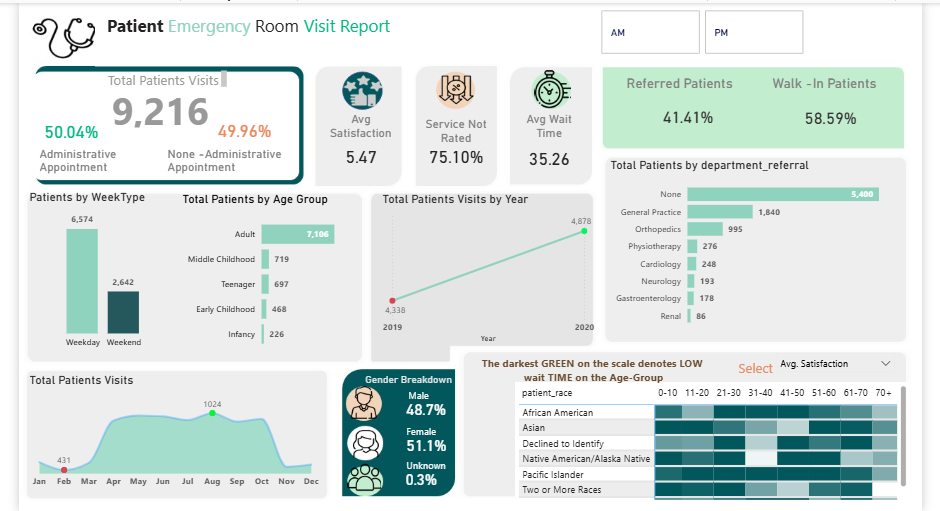 Patient Emergency Room Visit Report
AM
PM
Total Patients Visits
9,216
50.04%
49.96%
Administrative
Appointment
None -Administrative
Appointment
Avg
Satisfaction
5.47
Service Not
Rated
75.10%
Avg Wait
Time
35.26
Referred Patients
Walk -In Patients
41.41%
58.59%
Patients by WeekType
6,574
2,642
Weekday
Weekend
Total Patients by Age Group
Adult 7,106
Middle Childhood 719
Teenager 697
Early Childhood 468
Infancy 226
Total Patients Visits by Year
4,878
4,338
2019
2020
Year
Total Patients by department_referral
None 5,400
General Practice 1,840
Orthopedics 995
Physiotherapy 276
Cardiology 248
Neurology 193
Gastroenterology 178
Renal 86
Total Patients Visits
1024
431
Jan Feb Mar Apr May Jun Jul Aug Sep Oct Nov Dec
Gender Breakdown
Male
48.7%
Female
51.1%
Unknown
0.3%
The darkest GREEN on the scale denotes LOW
wait TIME on the Age-Group
Select
Avg. Satisfaction
patient_race 0-10 11-20 21-30 31-40 41-50 51-60 61-70 70+
African American
Asian
Declined to Identify
Native American/Alaska Native
Pacific Islander
Two or More Races